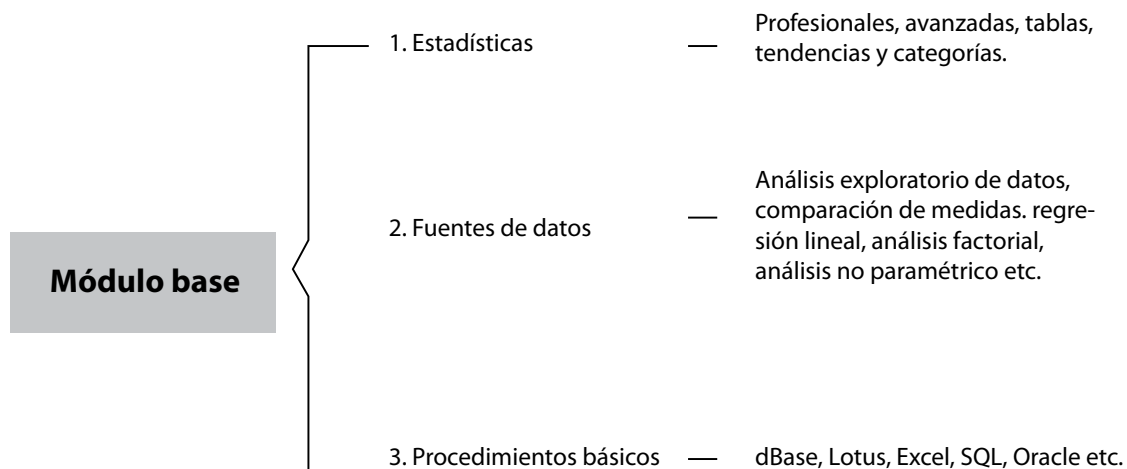 1. Estadísticas
Profesionales, avanzadas, tablas,
tendencias y categorías.
2. Fuentes de datos
Análisis exploratorio de datos,
comparación de medidas. regre-
sión lineal, análisis factorial,
análisis no paramétrico etc.
Módulo base
3. Procedimientos básicos
dBase, Lotus, Excel, SQL, Oracle etc.